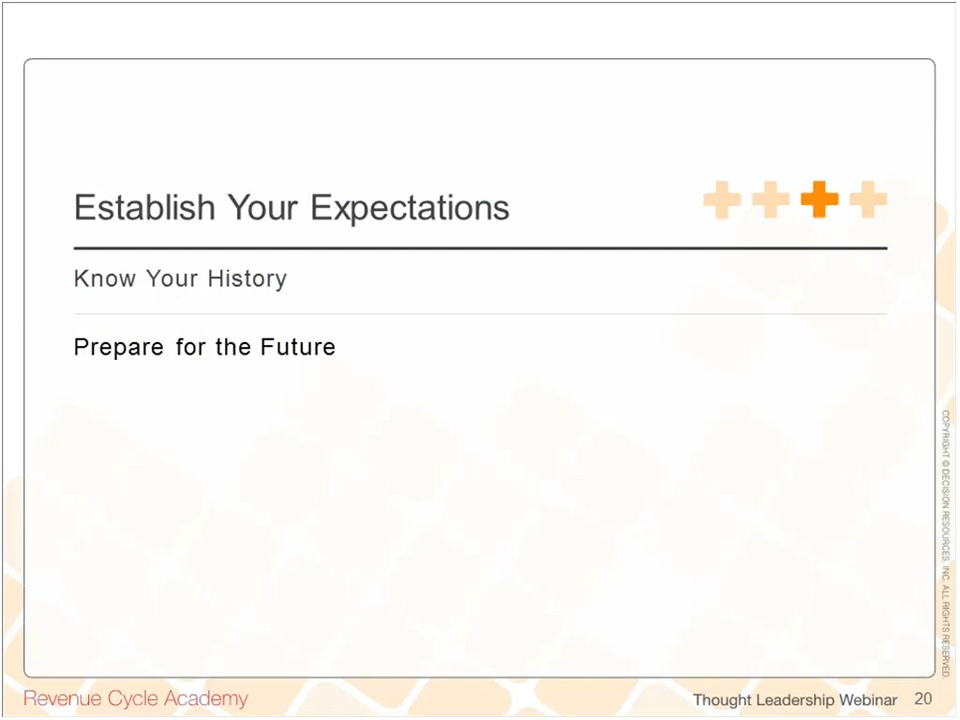 Establish Your Expectations
Know Your History
Prepare for the Future
COPYRIGHT © DECISION RESOURCES, INC. ALL RIGHTS RESERVED.
Revenue Cycle Academy
Thought Leadership Webinar 20